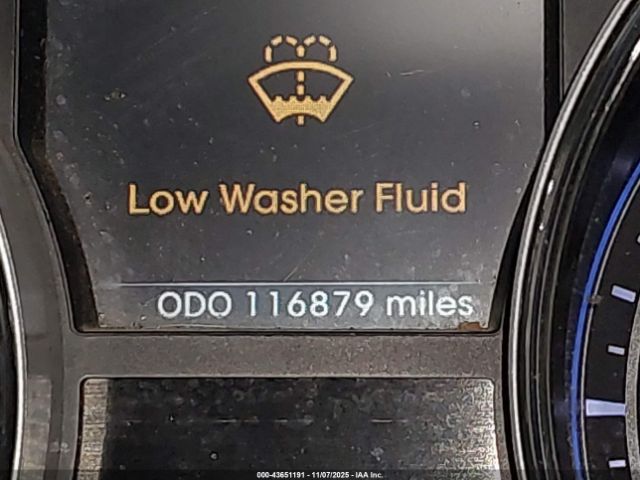 Low Washer Fluid
ODO 116879 miles
000-43651191 - 11/07/2025 - IAA Inc.